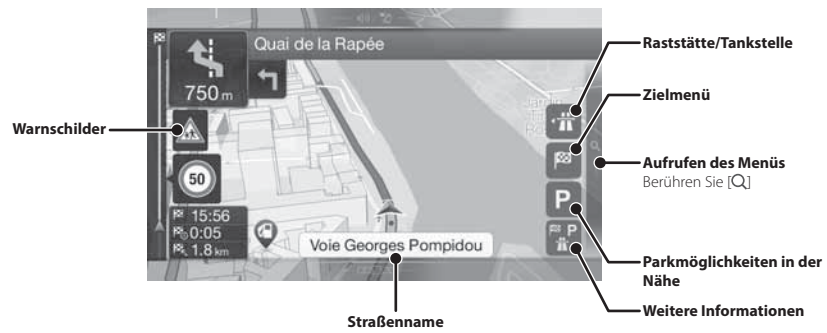 Quai de la Rapée
750 m
50
15:56
0:05
1.8 km
Voie Georges Pompidou
P
P
Warnschilder
Straßenname
Raststätte/Tankstelle
Zielmenü
Aufrufen des Menüs
Berühren Sie [ ]
Parkmöglichkeiten in der
Nähe
Weitere Informationen